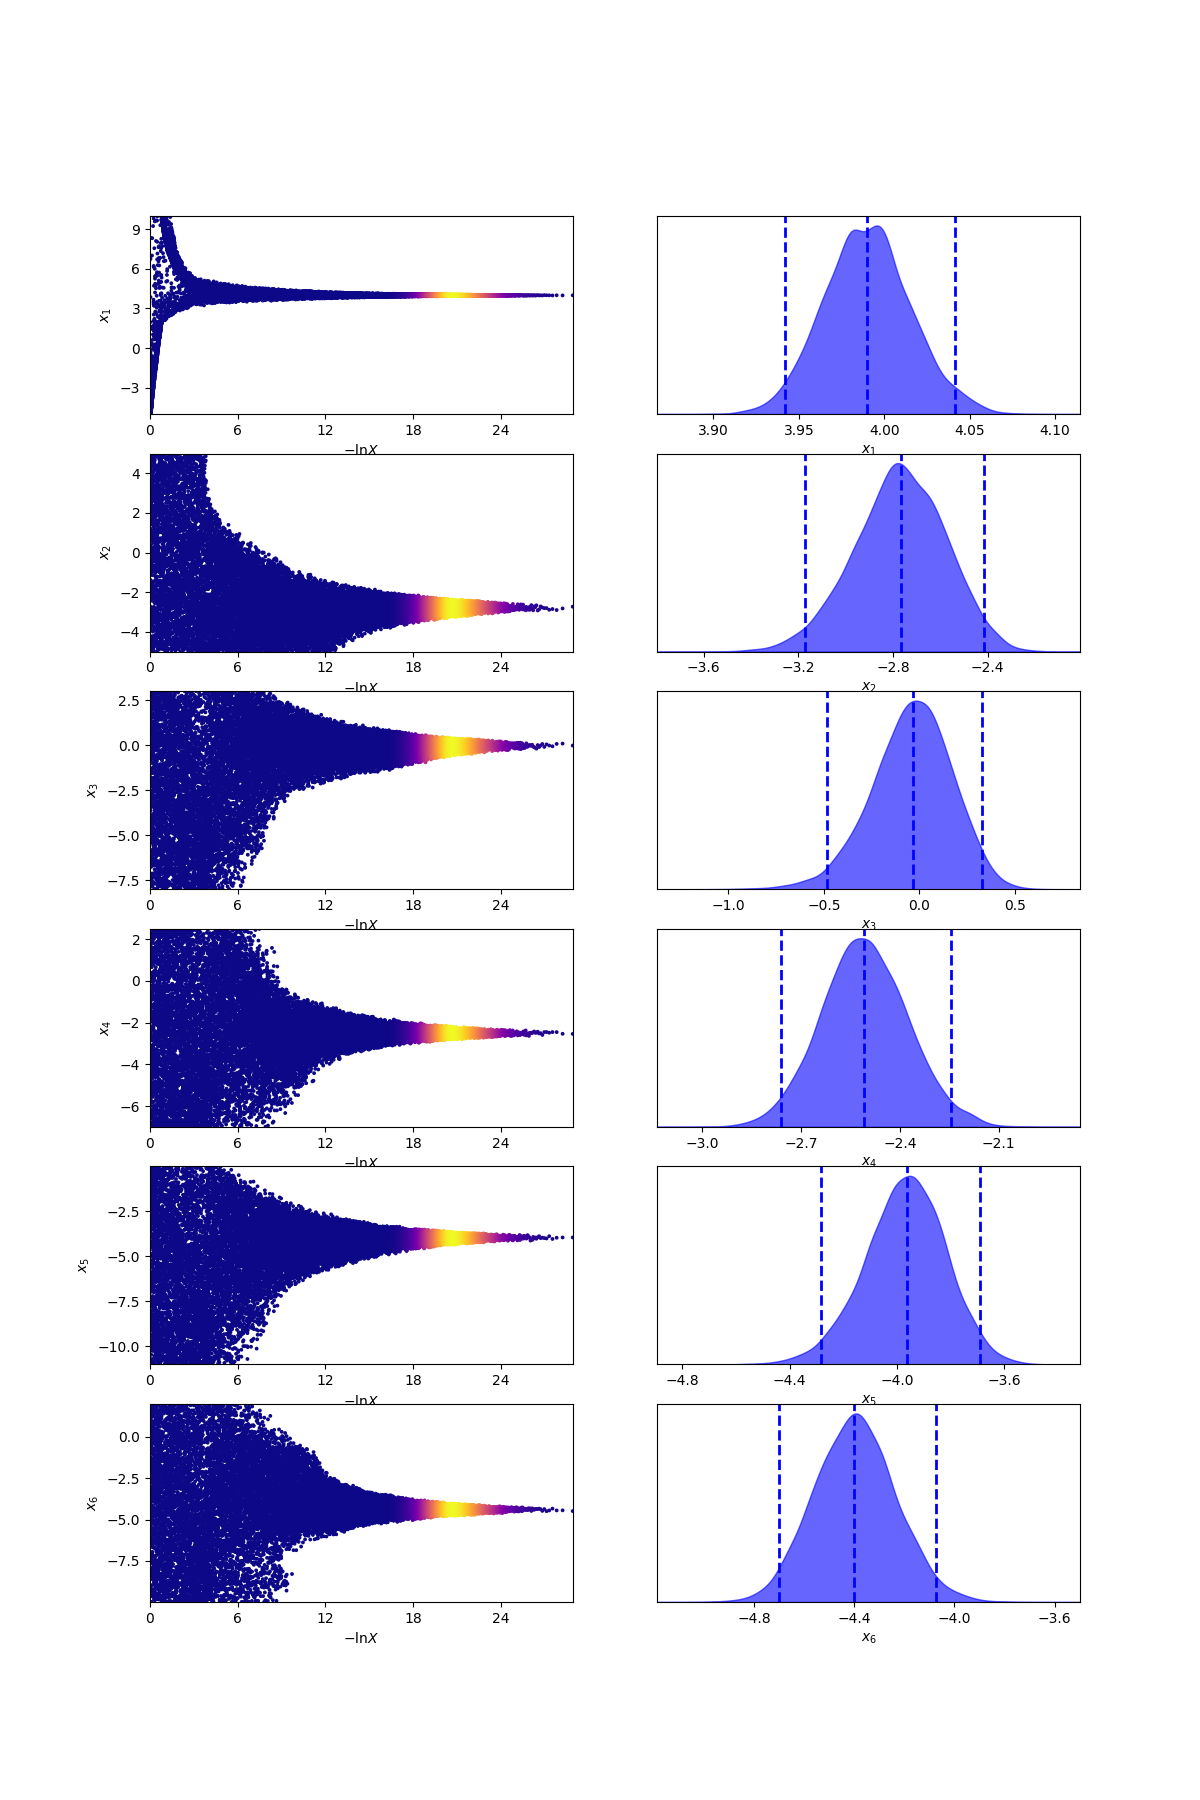 9
6
3
0
−3
x₁
0 6 12 18 24
−lnX
3.90 3.95 4.00 4.05 4.10
x₁
4
2
0
−2
−4
x₂
0 6 12 18 24
−lnX
−3.6 −3.2 −2.8 −2.4
x₂
2.5
0.0
−2.5
−5.0
−7.5
x₃
0 6 12 18 24
−lnX
−1.0 −0.5 0.0 0.5
x₃
2
0
−2
−4
−6
x₄
0 6 12 18 24
−lnX
−3.0 −2.7 −2.4 −2.1
x₄
−2.5
−5.0
−7.5
−10.0
x₅
0 6 12 18 24
−lnX
−4.8 −4.4 −4.0 −3.6
x₅
0.0
−2.5
−5.0
−7.5
x₆
0 6 12 18 24
−lnX
−4.8 −4.4 −4.0 −3.6
x₆